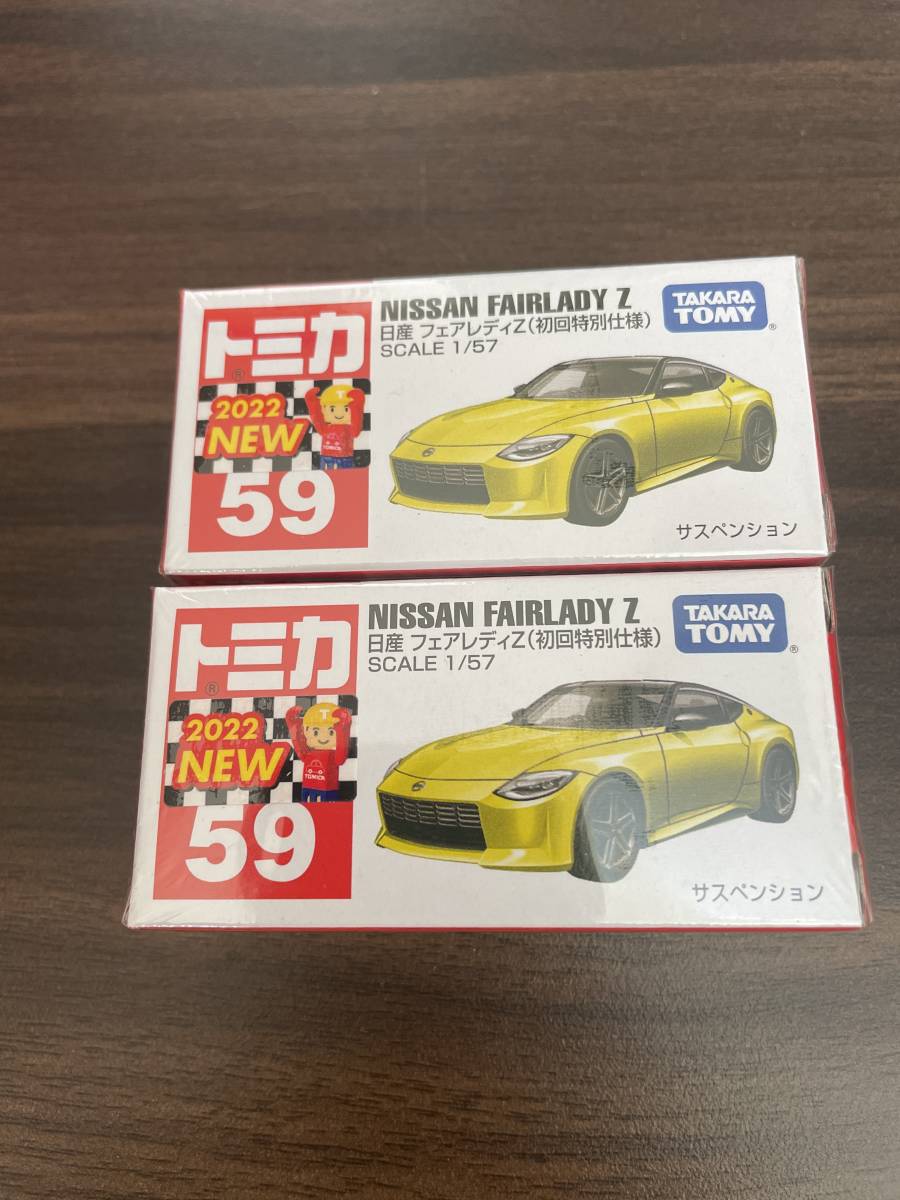 トミカ
®
2022
NEW
T
TOMICA
59
NISSAN FAIRLADY Z
日産 フェアレディZ(初回特別仕様)
SCALE 1/57
TAKARA
TOMY
®
サスペンション
トミカ
®
2022
NEW
T
TOMICA
59
NISSAN FAIRLADY Z
日産 フェアレディZ(初回特別仕様)
SCALE 1/57
TAKARA
TOMY
®
サスペンション